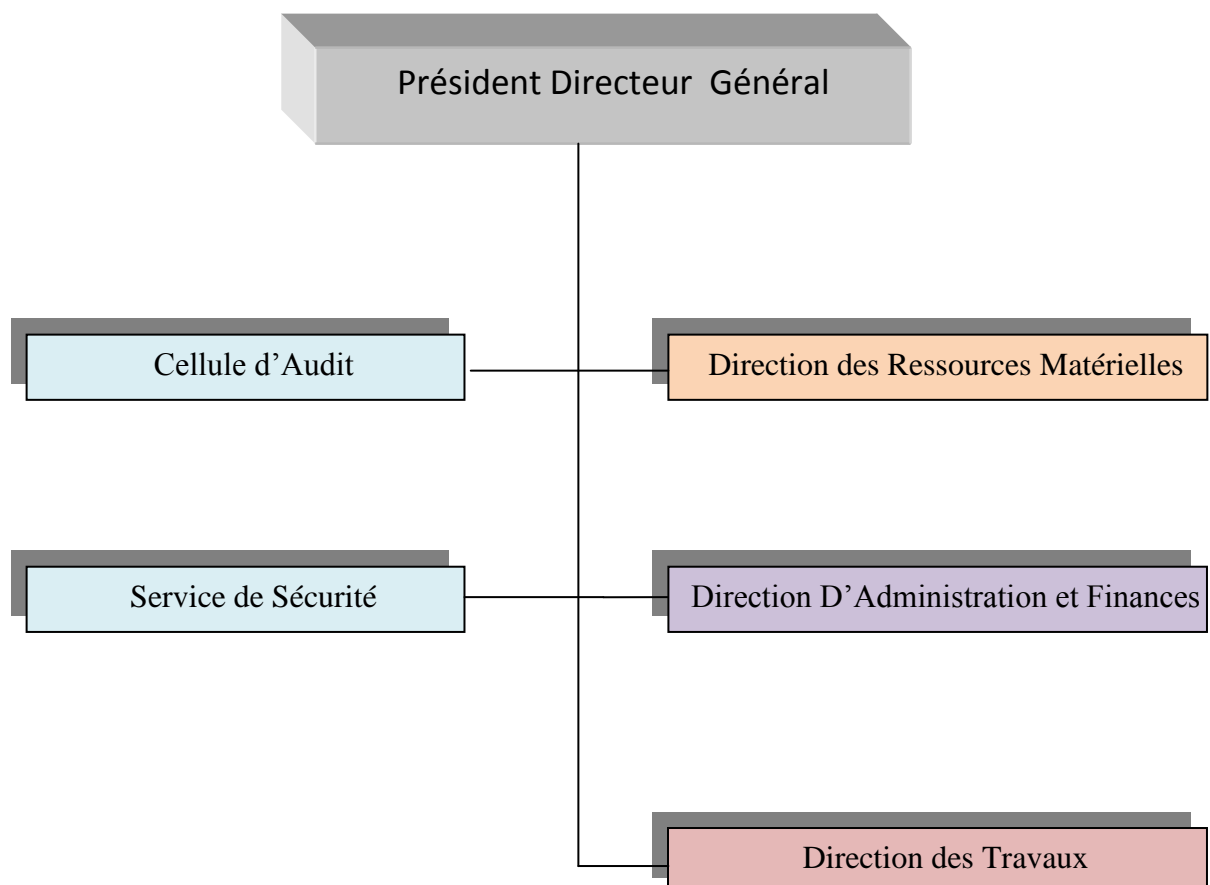 Président Directeur Général
Cellule d’Audit
Direction des Ressources Matérielles
Service de Sécurité
Direction D’Administration et Finances
Direction des Travaux